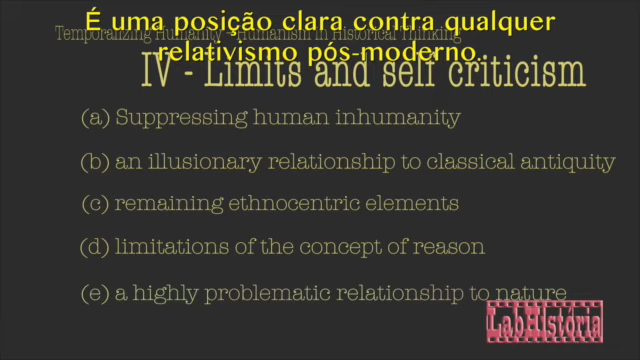 É uma posição clara contra qualquer
Temporalizing Humanity - Humanism in Historical Thinking
relativismo pós-moderno.
IV - Limits and self criticism
(a) Suppressing human inhumanity
(b) an illusionary relationship to classical antiquity
(c) remaining ethnocentric elements
(d) limitations of the concept of reason
(e) a highly problematic relationship to nature
LabHistória